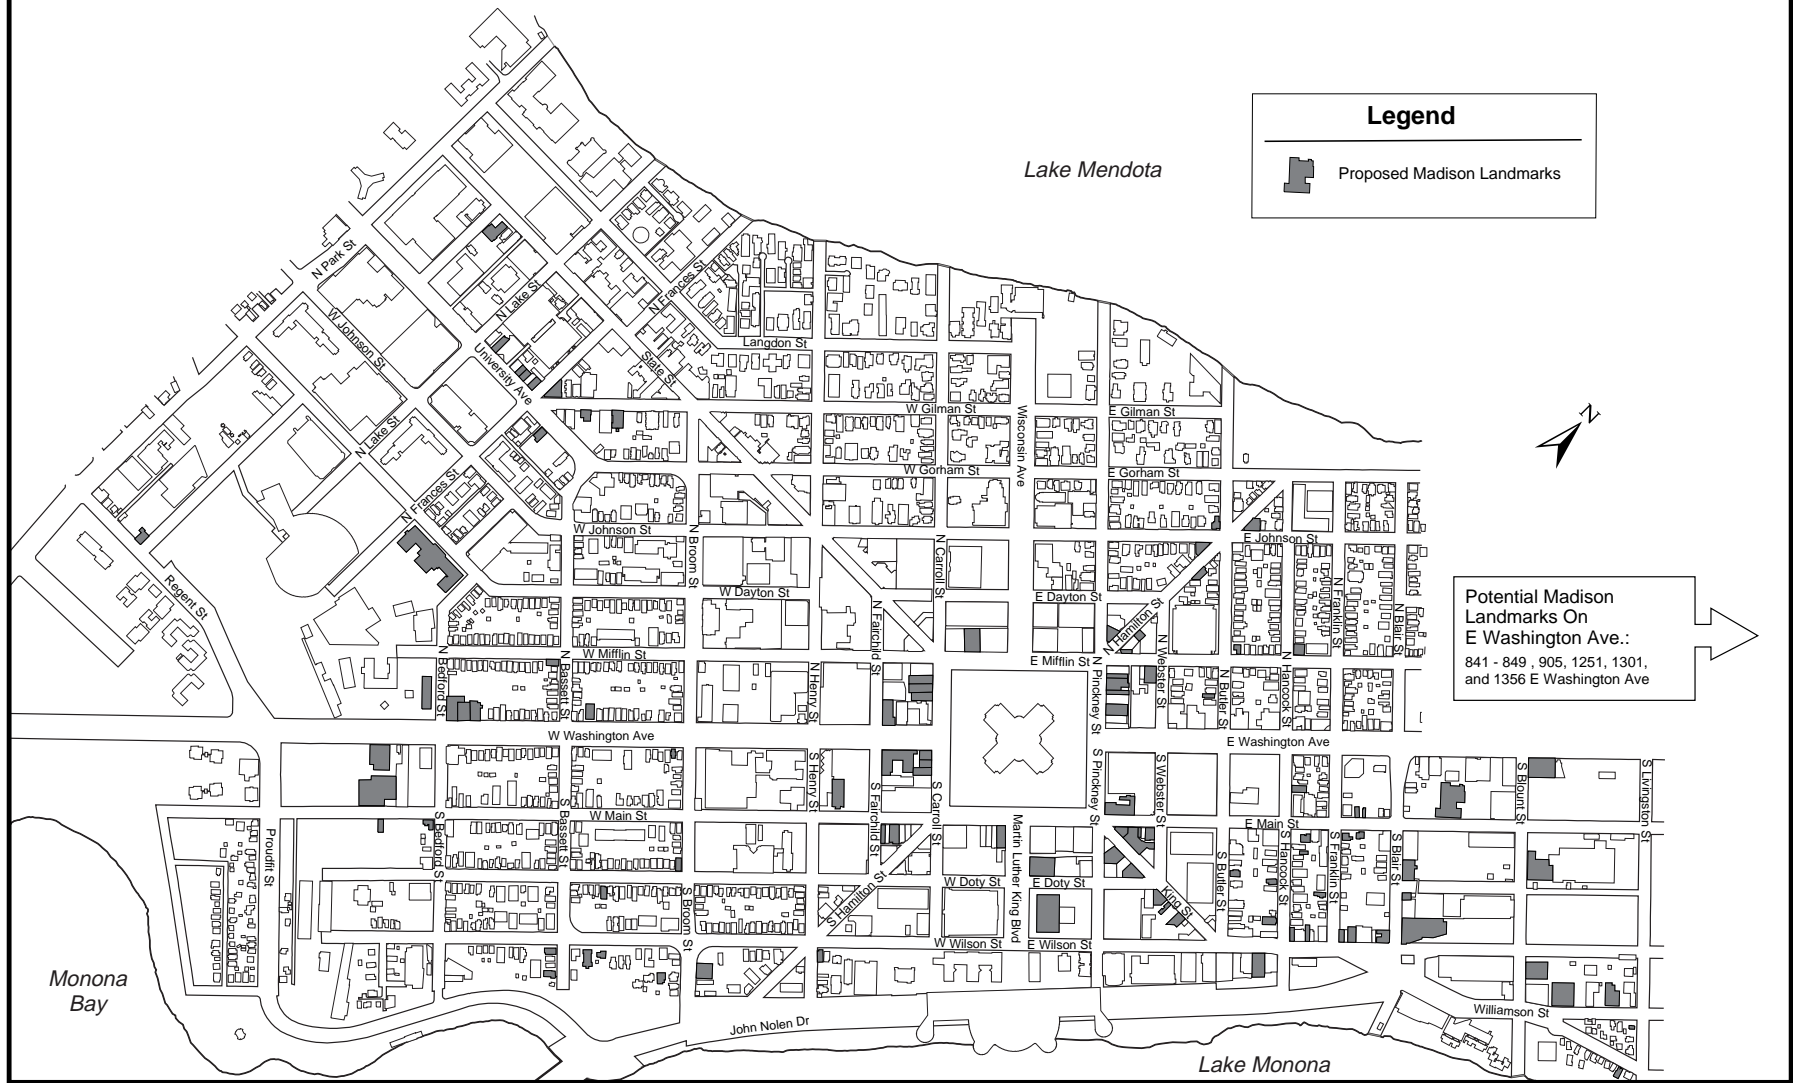 Legend
Proposed Madison Landmarks
Lake Mendota
N Park St
N Lake St
N Frances St
W Johnson St
University Ave
State St
Langdon St
W Gilman St
E Gilman St
Wisconsin Ave
N
N Lake St
W Gorham St
E Gorham St
N Frances St
W Johnson St
N Broom St
N Carroll St
E Johnson St
Regent St
W Dayton St
E Dayton St
N Fairchild St
N Hamilton St
N Franklin St
N Blair St
Potential Madison
Landmarks On
E Washington Ave.:
841 - 849 , 905, 1251, 1301,
and 1356 E Washington Ave
W Mifflin St
E Mifflin St
N Bedford St
N Bassett St
N Henry St
N Pinckney St
N Webster St
N Butler St
N Hancock St
W Washington Ave
E Washington Ave
S Henry St
S Fairchild St
S Carroll St
S Pinckney St
S Webster St
S Blount St
S Livingston St
W Main St
E Main St
Proudfit St
S Bedford St
S Bassett St
Martin Luther King Blvd
S Butler St
S Hancock St
S Franklin St
S Blair St
W Doty St
E Doty St
S Hamilton St
King St
S Broom St
W Wilson St
E Wilson St
Monona
Bay
John Nolen Dr
Williamson St
Lake Monona